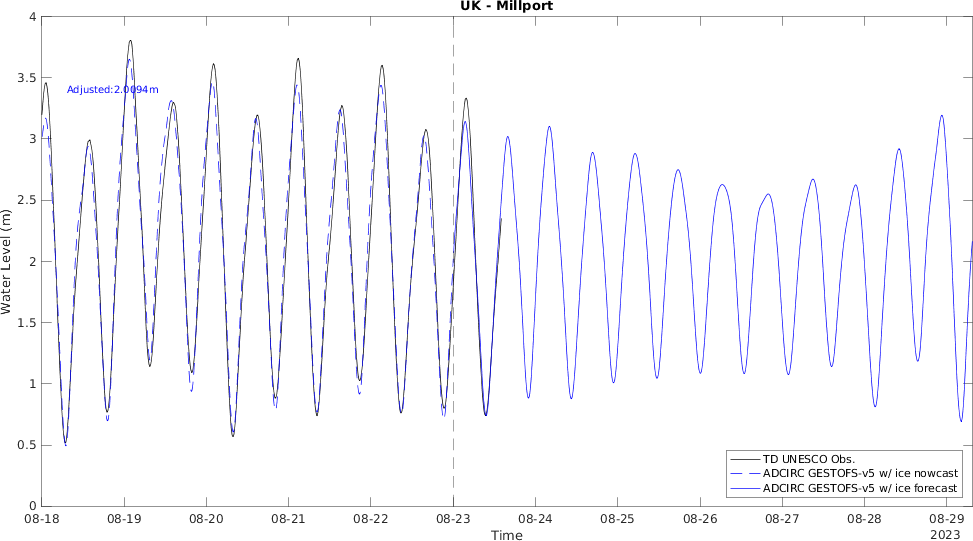 UK - Millport
4
3.5
3
2.5
2
1.5
1
0.5
0
Water Level (m)
Adjusted:2.0094m
TD UNESCO Obs.
ADCIRC GESTOFS-v5 w/ ice nowcast
ADCIRC GESTOFS-v5 w/ ice forecast
08-18 08-19 08-20 08-21 08-22 08-23 08-24 08-25 08-26 08-27 08-28 08-29
2023
Time